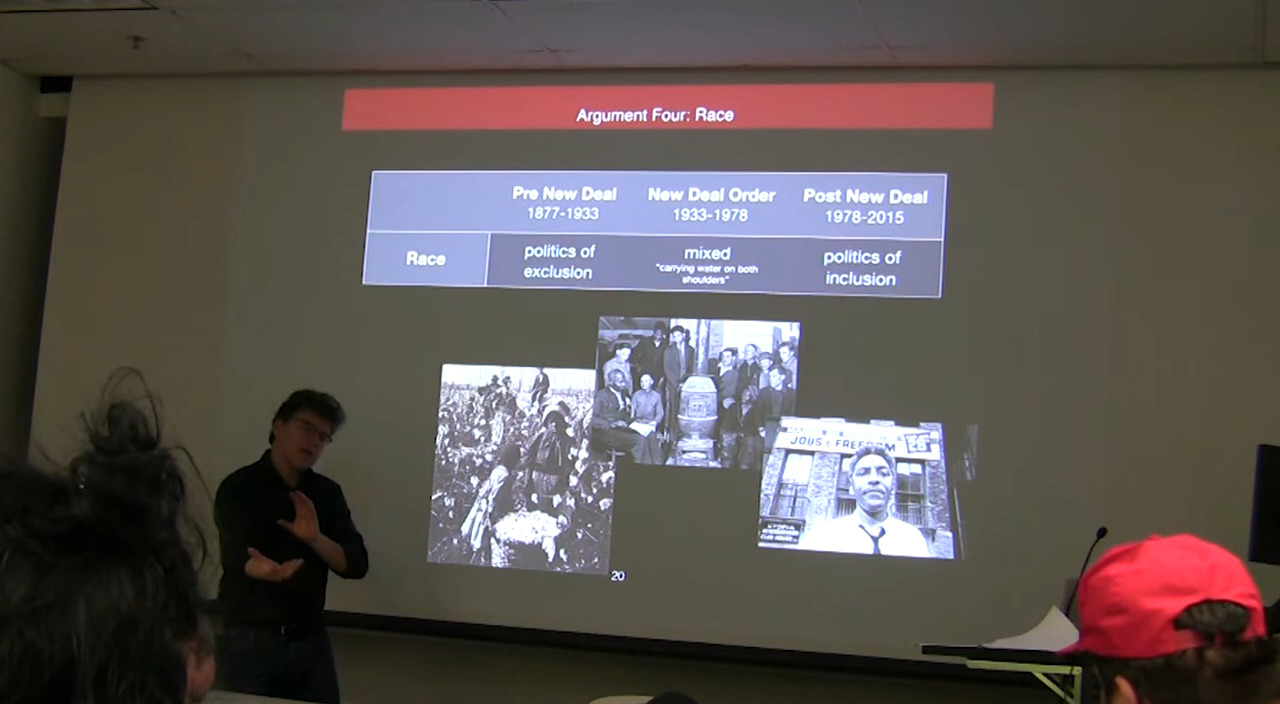 Argument Four: Race
Pre New Deal
1877-1933
New Deal Order
1933-1978
Post New Deal
1978-2015
Race
politics of
exclusion
mixed
"carrying water on both
shoulders"
politics of
inclusion
JOBS & FREEDOM
20